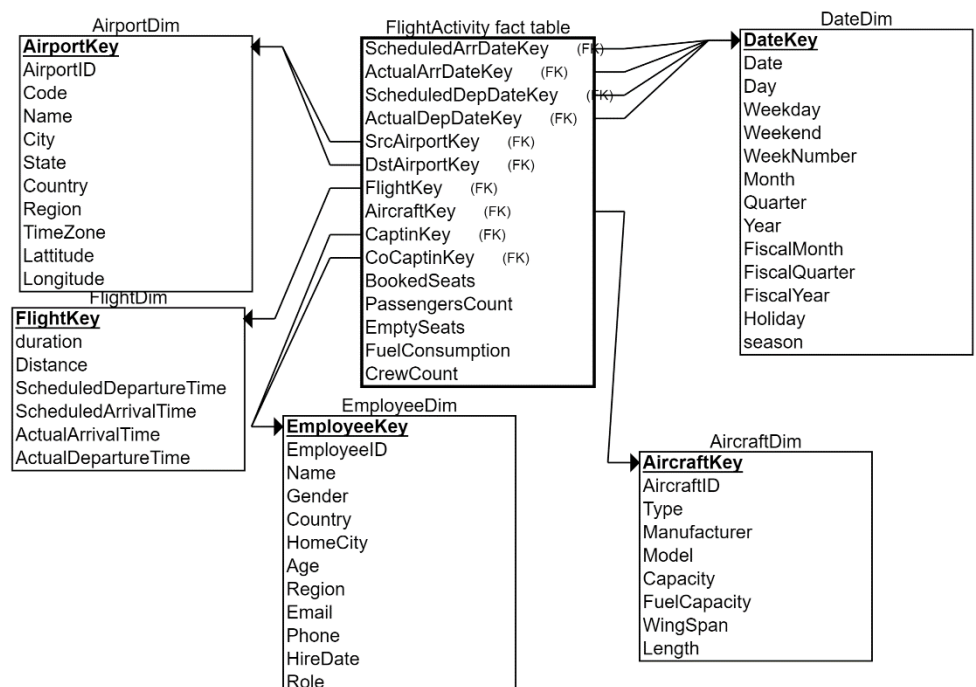 AirportDim
AirportKey
AirportID
Code
Name
City
State
Country
Region
TimeZone
Lattitude
Longitude
FlightDim
FlightKey
duration
Distance
ScheduledDepartureTime
ScheduledArrivalTime
ActualArrivalTime
ActualDepartureTime
FlightActivity fact table
ScheduledArrDateKey (FK)
ActualArrDateKey (FK)
ScheduledDepDateKey (FK)
ActualDepDateKey (FK)
SrcAirportKey (FK)
DstAirportKey (FK)
FlightKey (FK)
AircraftKey (FK)
CaptinKey (FK)
CoCaptinKey (FK)
BookedSeats
PassengersCount
EmptySeats
FuelConsumption
CrewCount
EmployeeDim
EmployeeKey
EmployeeID
Name
Gender
Country
HomeCity
Age
Region
Email
Phone
HireDate
Role
DateDim
DateKey
Date
Day
Weekday
Weekend
WeekNumber
Month
Quarter
Year
FiscalMonth
FiscalQuarter
FiscalYear
Holiday
season
AircraftDim
AircraftKey
AircraftID
Type
Manufacturer
Model
Capacity
FuelCapacity
WingSpan
Length